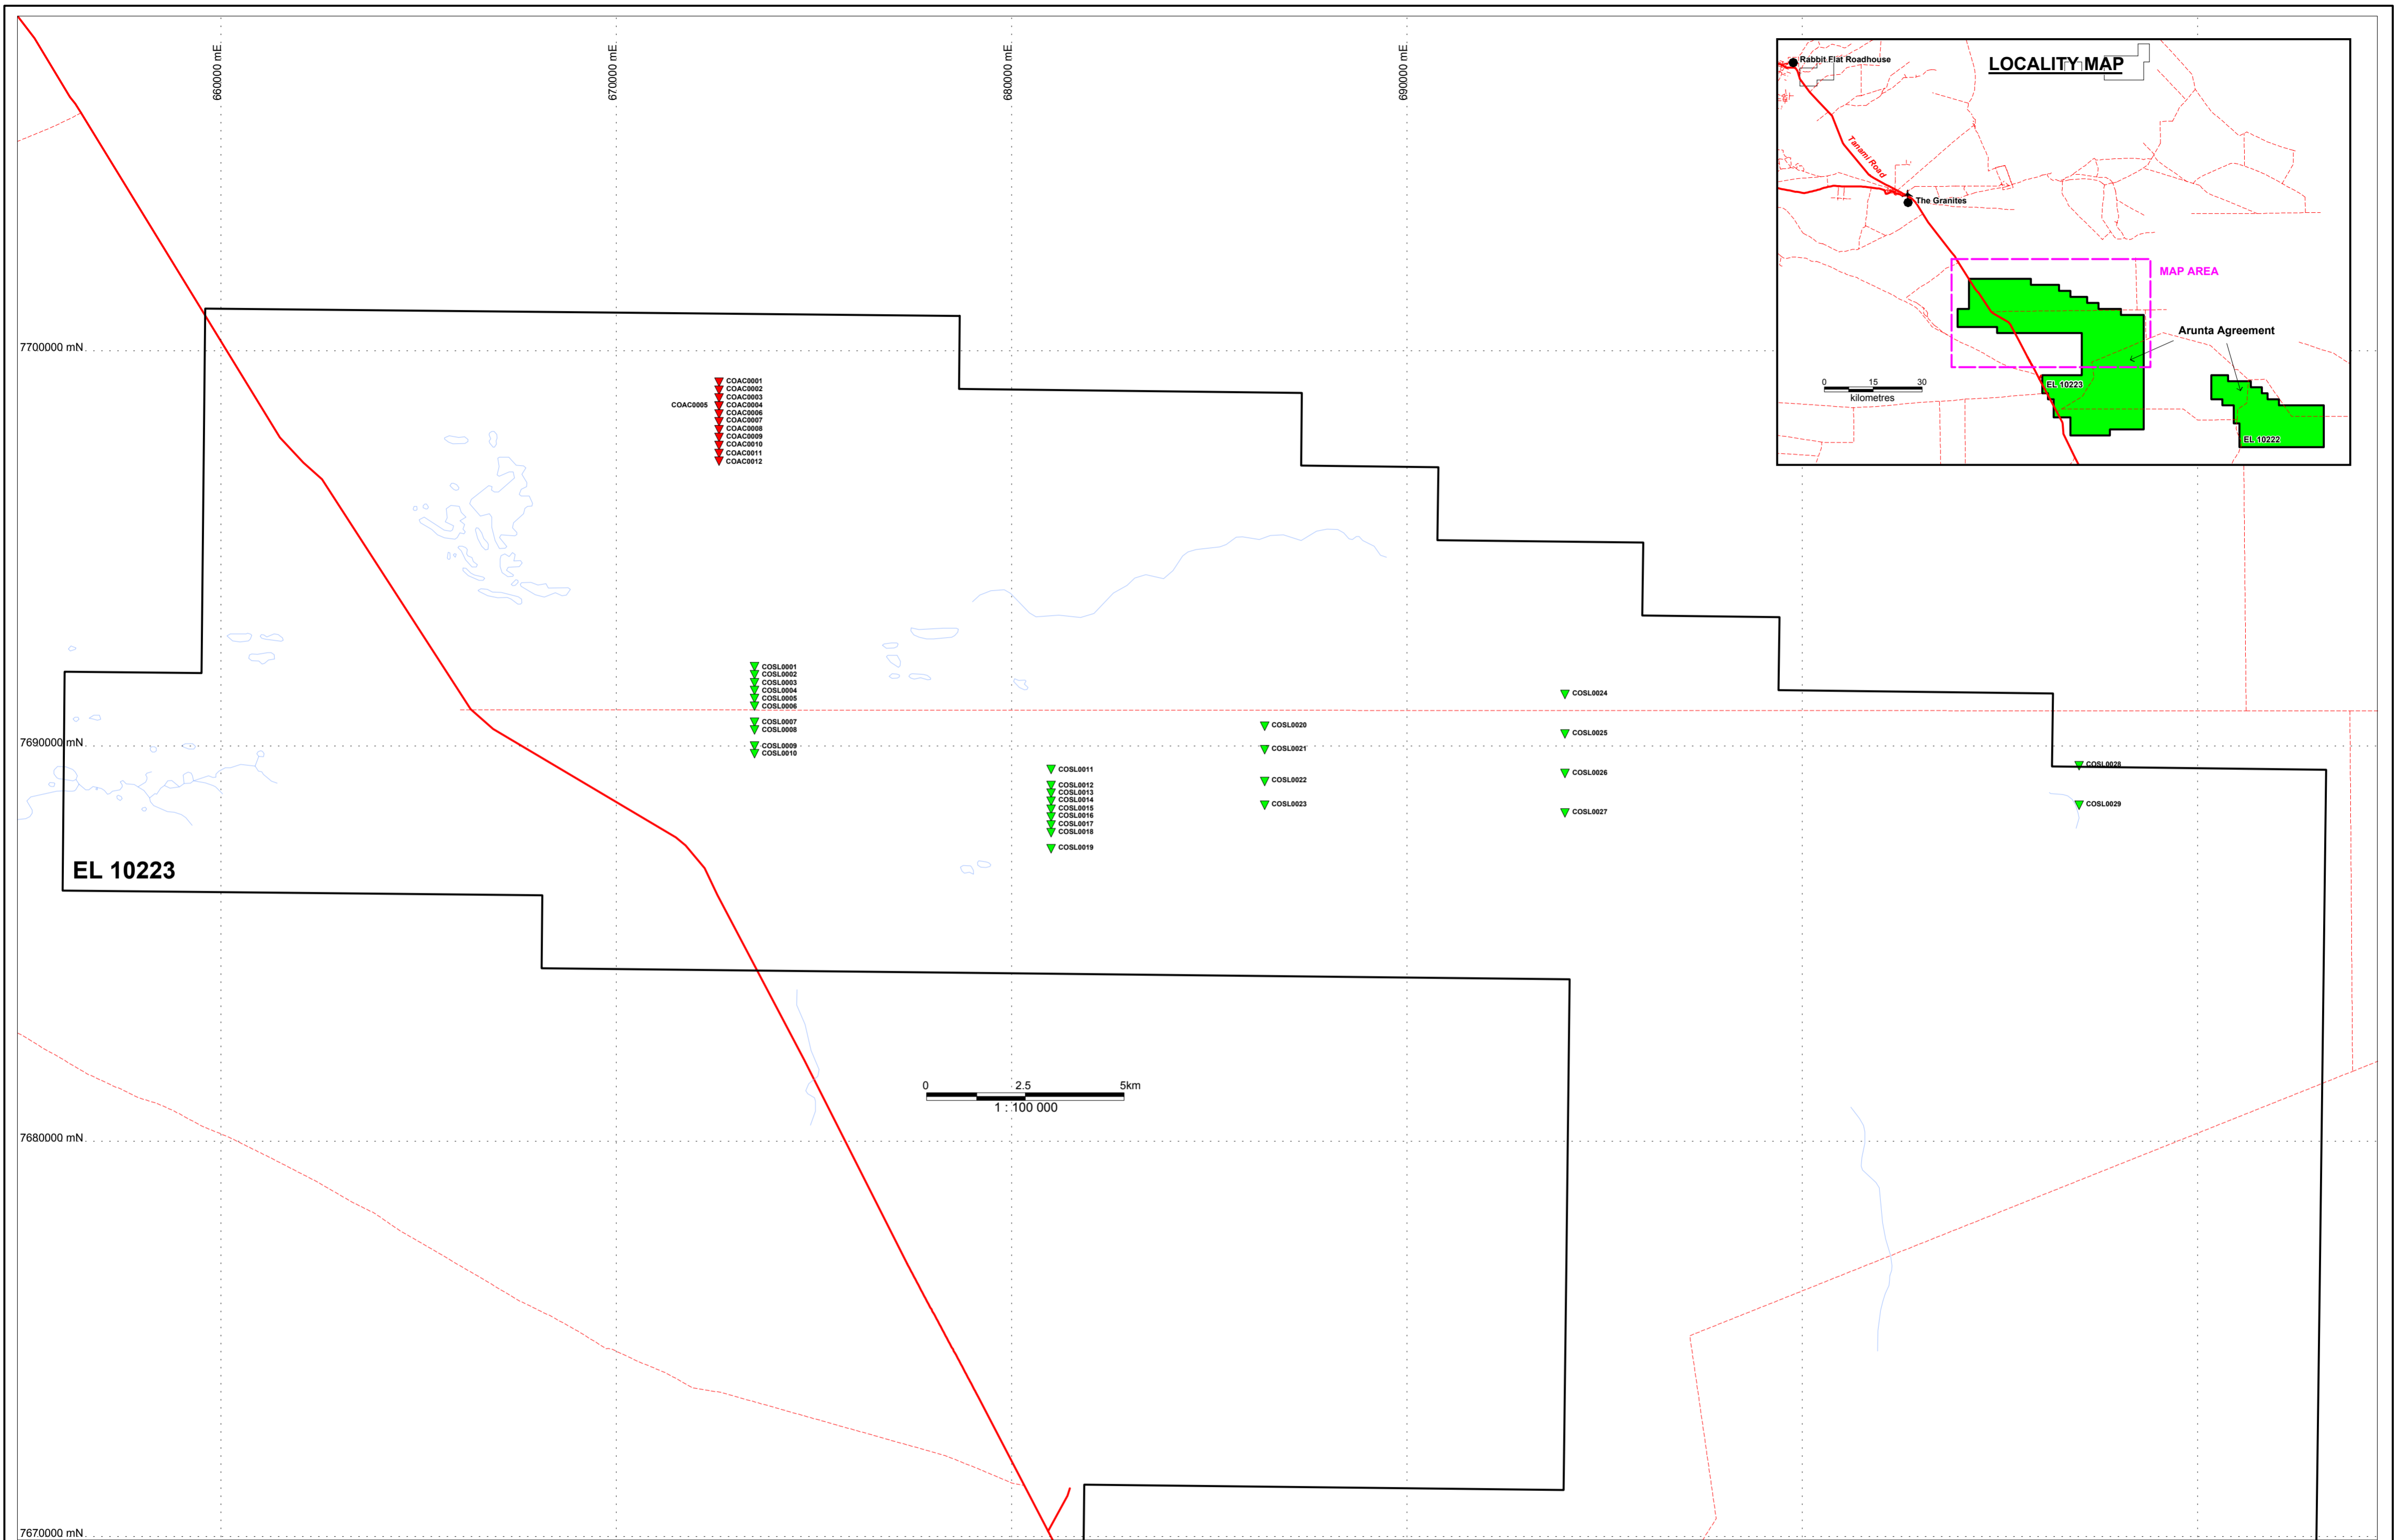 660000 mE
670000 mE
680000 mE
690000 mE
LOCALITY MAP
Rabbit Flat Roadhouse
Tanami Road
The Granites
MAP AREA
Arunta Agreement
0 15 30
kilometres
EL 10223
EL 10222
7700000 mN
COAC0001
COAC0002
COAC0003
COAC0005 COAC0004
COAC0006
COAC0007
COAC0008
COAC0009
COAC0010
COAC0011
COAC0012
COSL0001
COSL0002
COSL0003
COSL0004
COSL0005
COSL0006
COSL0007
COSL0008
COSL0009
COSL0010
7690000 mN
COSL0011
COSL0012
COSL0013
COSL0014
COSL0015
COSL0016
COSL0017
COSL0018
COSL0019
COSL0020
COSL0021
COSL0022
COSL0023
COSL0024
COSL0025
COSL0026
COSL0027
COSL0028
COSL0029
EL 10223
0 2.5 5km
1 : 100 000
7680000 mN
7670000 mN